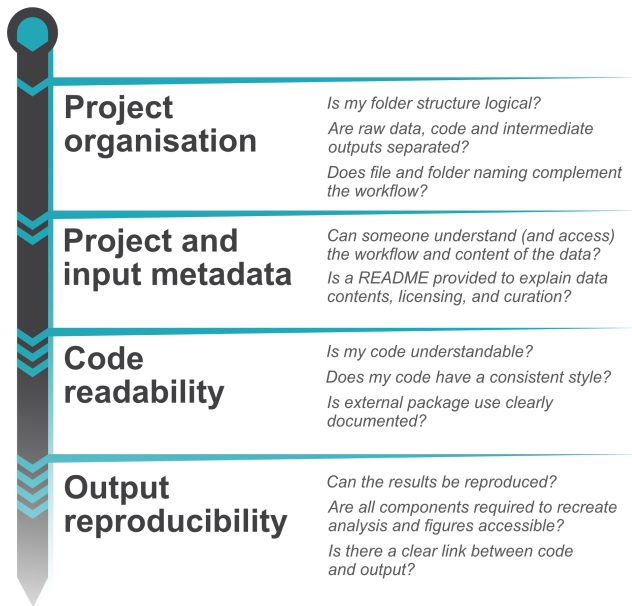 Project
organisation
Is my folder structure logical?
Are raw data, code and intermediate
outputs separated?
Does file and folder naming complement
the workflow?
Project and
input metadata
Can someone understand (and access)
the workflow and content of the data?
Is a README provided to explain data
contents, licensing, and curation?
Code
readability
Is my code understandable?
Does my code have a consistent style?
Is external package use clearly
documented?
Output
reproducibility
Can the results be reproduced?
Are all components required to recreate
analysis and figures accessible?
Is there a clear link between code
and output?